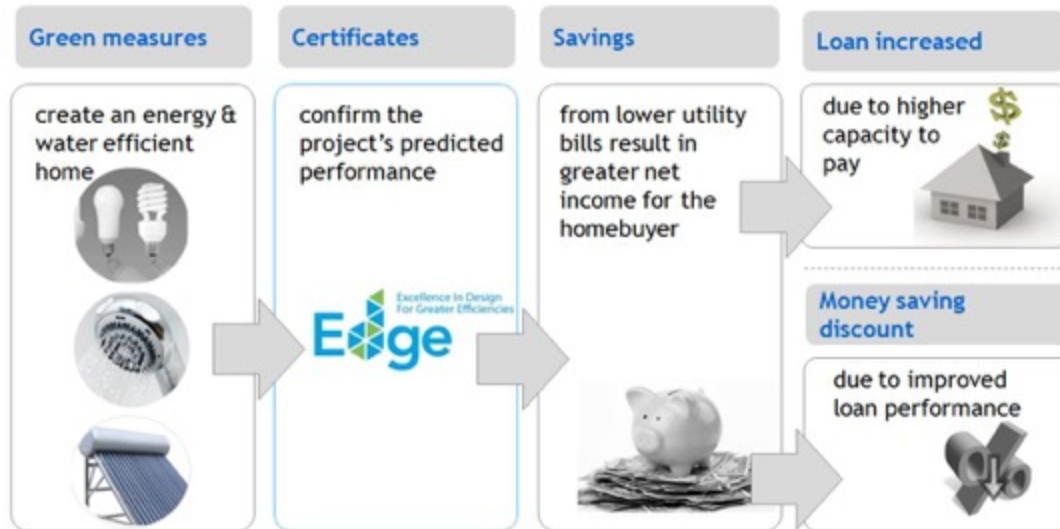 Green measures
create an energy &
water efficient
home
Certificates
confirm the
project's predicted
performance
Edge
Excellence In Design
For Greater Efficiencies
Savings
from lower utility
bills result in
greater net
income for the
homebuyer
Loan increased
due to higher
capacity to
pay
$
$
Money saving
discount
due to improved
loan performance
%